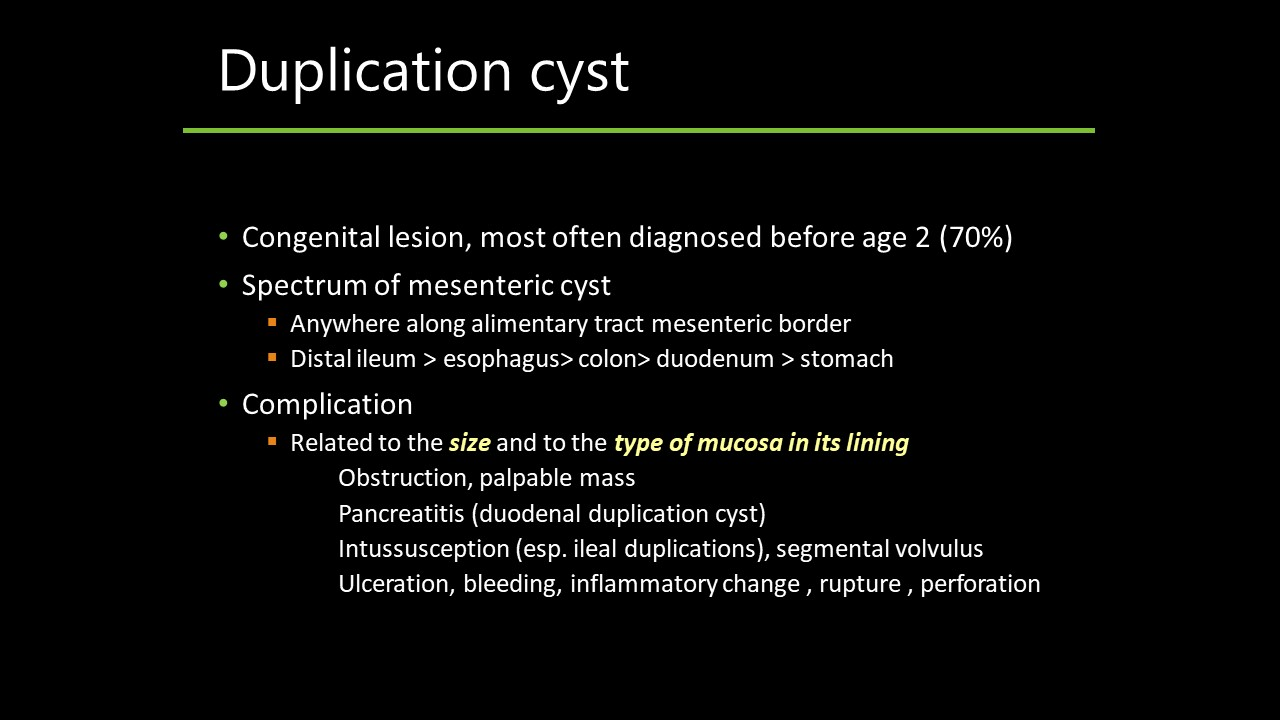 Duplication cyst
• Congenital lesion, most often diagnosed before age 2 (70%)
• Spectrum of mesenteric cyst
▪ Anywhere along alimentary tract mesenteric border
▪ Distal ileum > esophagus> colon> duodenum > stomach
• Complication
▪ Related to the size and to the type of mucosa in its lining
Obstruction, palpable mass
Pancreatitis (duodenal duplication cyst)
Intussusception (esp. ileal duplications), segmental volvulus
Ulceration, bleeding, inflammatory change , rupture , perforation